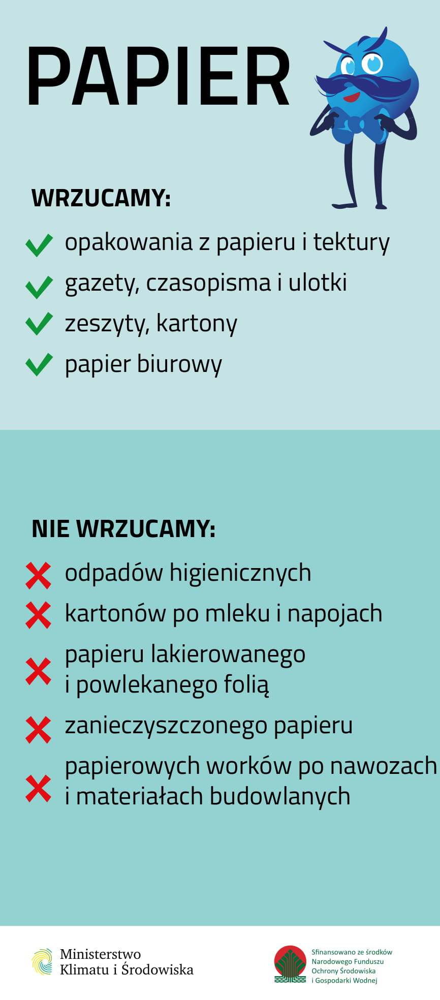 PAPIER
WRZUCAMY:
opakowania z papieru i tektury
gazety, czasopisma i ulotki
zeszyty, kartony
papier biurowy
NIE WRZUCAMY:
odpadów higienicznych
kartonów po mleku i napojach
papieru lakierowanego
i powlekanego folią
zanieczyszczonego papieru
papierowych worków po nawozach
i materiałach budowlanych
Ministerstwo
Klimatu i Środowiska
Sfinansowano ze środków
Narodowego Funduszu
Ochrony Środowiska
i Gospodarki Wodnej